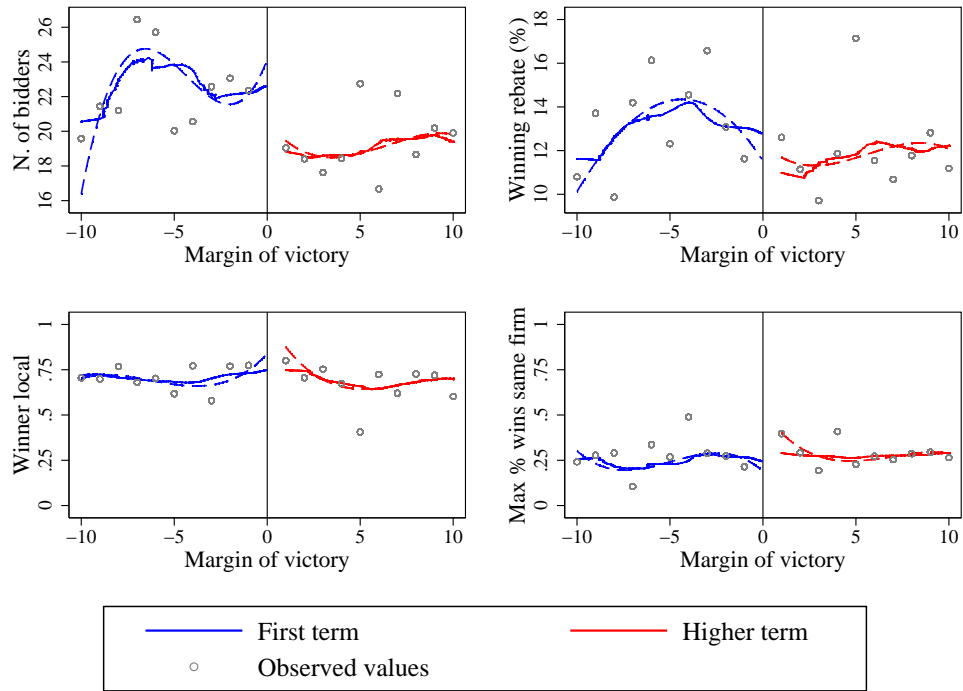 N. of bidders
16 18 20 22 24 26
−10 −5 0 5 10
Margin of victory
Winning rebate (%)
10 12 14 16 18
−10 −5 0 5 10
Margin of victory
Winner local
0 .25 .5 .75 1
−10 −5 0 5 10
Margin of victory
Max % wins same firm
0 .25 .5 .75 1
−10 −5 0 5 10
Margin of victory
First term Higher term
Observed values